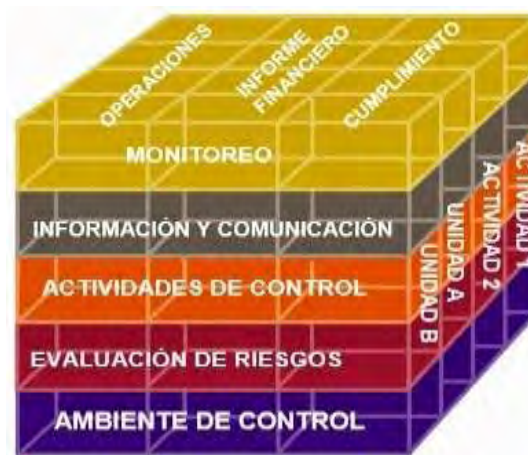 OPERACIONES
INFORME
FINANCIERO
CUMPLIMIENTO
MONITOREO
INFORMACIÓN Y COMUNICACIÓN
ACTIVIDADES DE CONTROL
EVALUACIÓN DE RIESGOS
AMBIENTE DE CONTROL
UNIDAD B
UNIDAD A
ACTIVIDAD 2
ACTIVIDAD 1